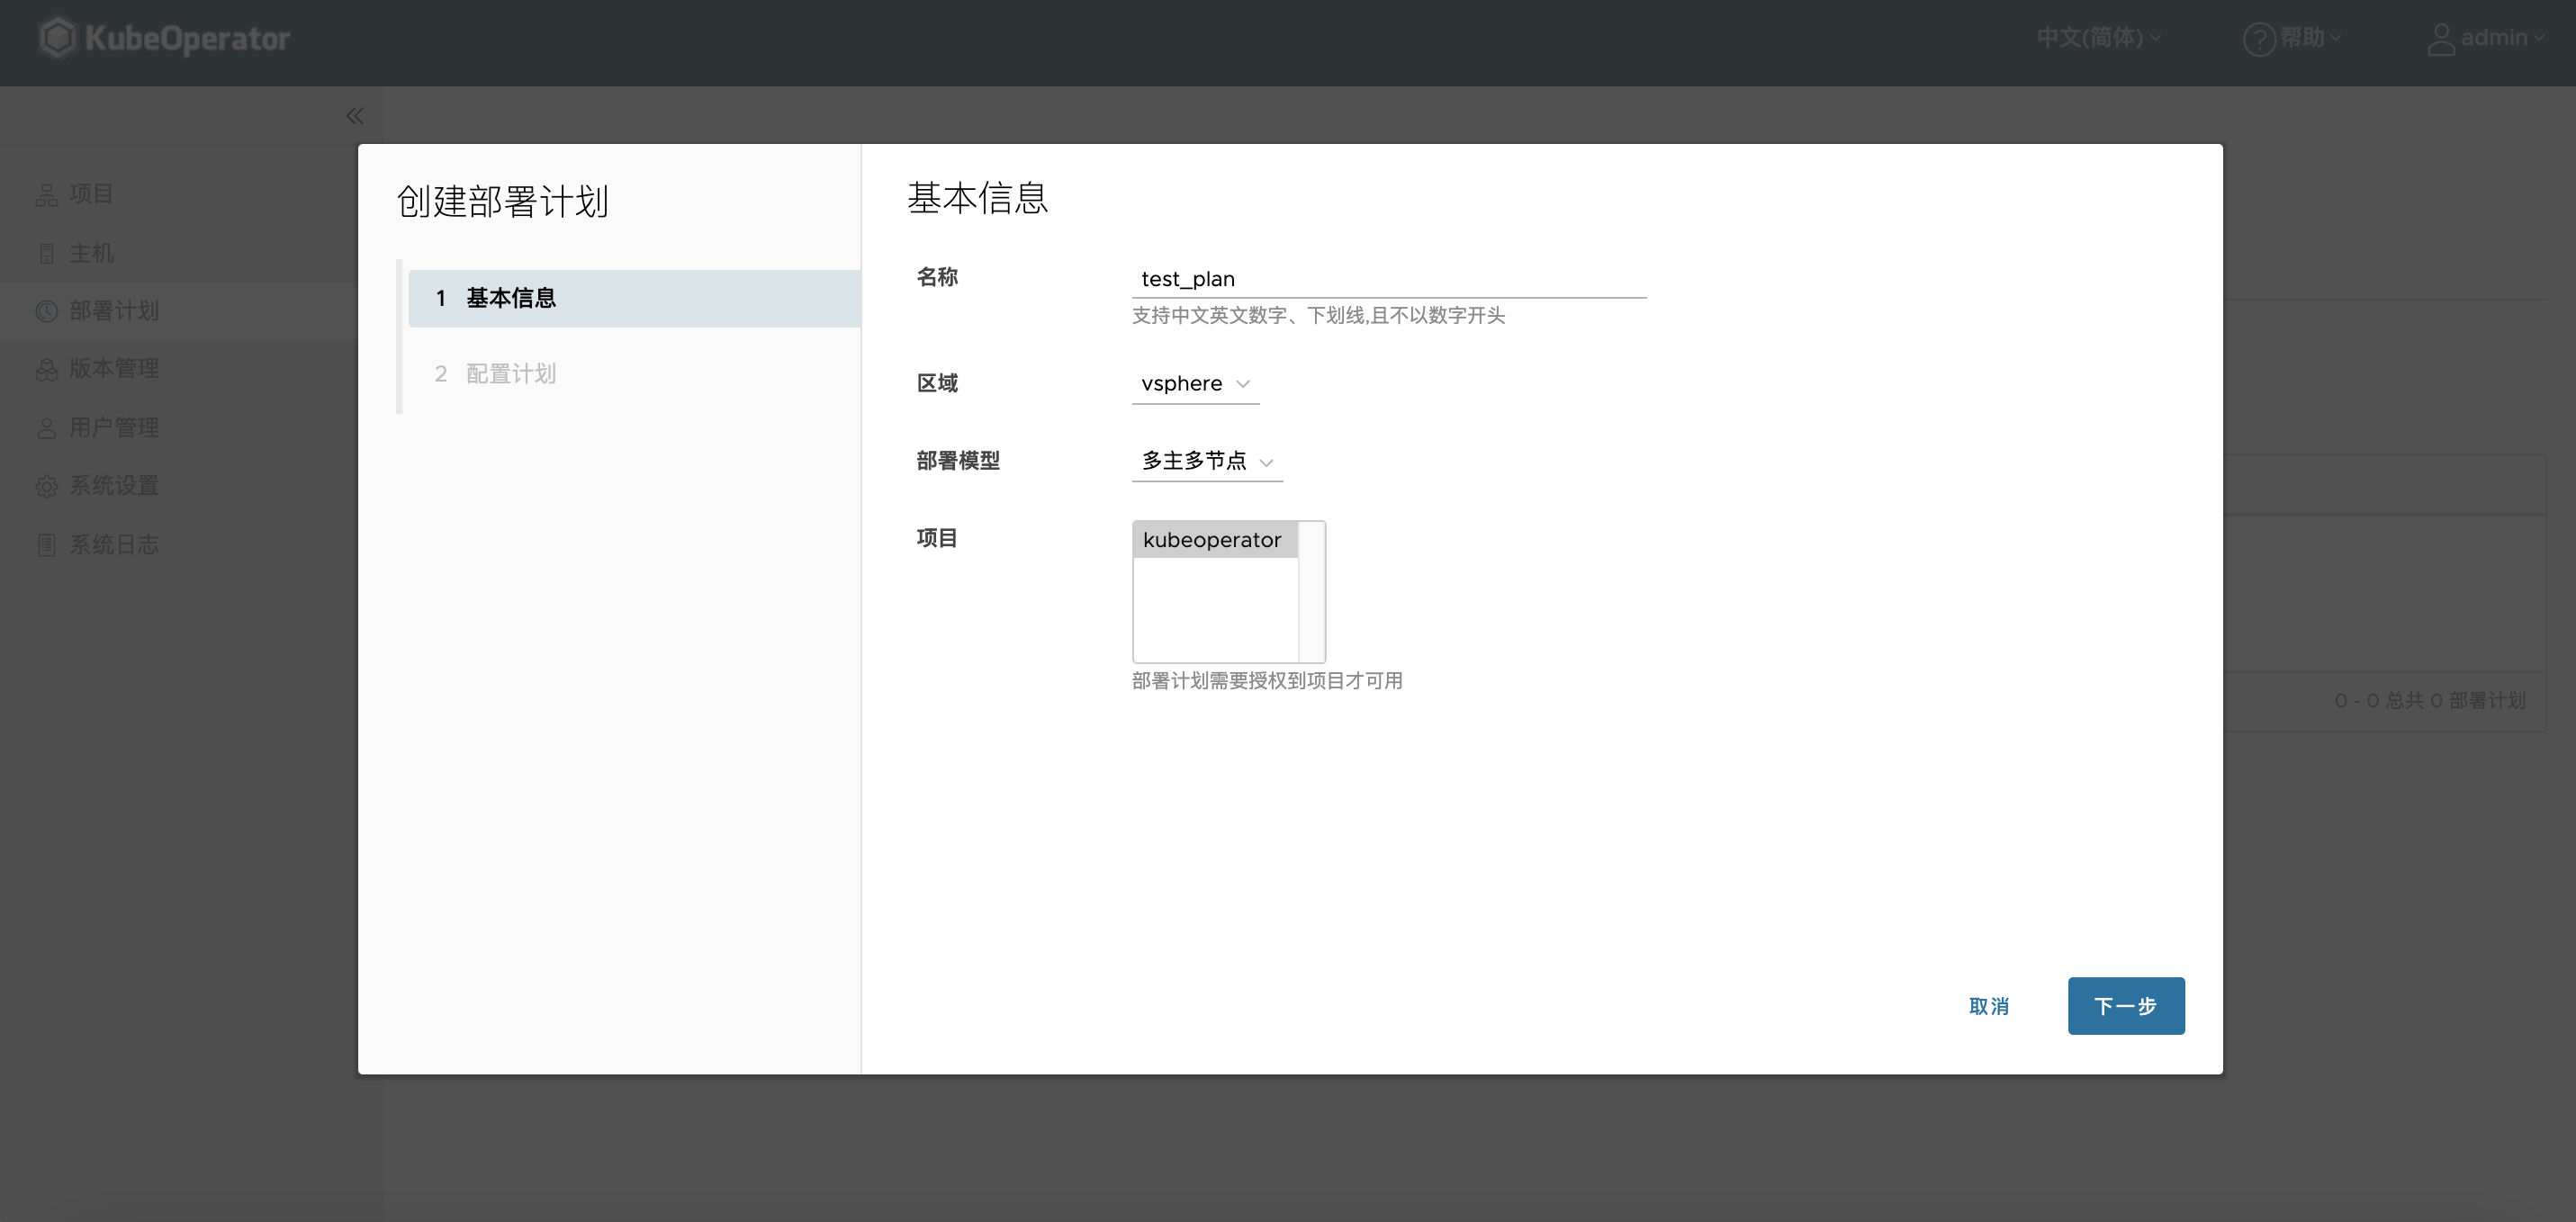 KubeOperator
中文(简体)
帮助
admin
项目
主机
部署计划
版本管理
用户管理
系统设置
系统日志
创建部署计划
1 基本信息
2 配置计划
基本信息
名称
test_plan
支持中文英文数字、下划线,且不以数字开头
区域
vsphere
部署模型
多主多节点
项目
kubeoperator
部署计划需要授权到项目才可用
0 - 0 总共 0 部署计划
取消
下一步